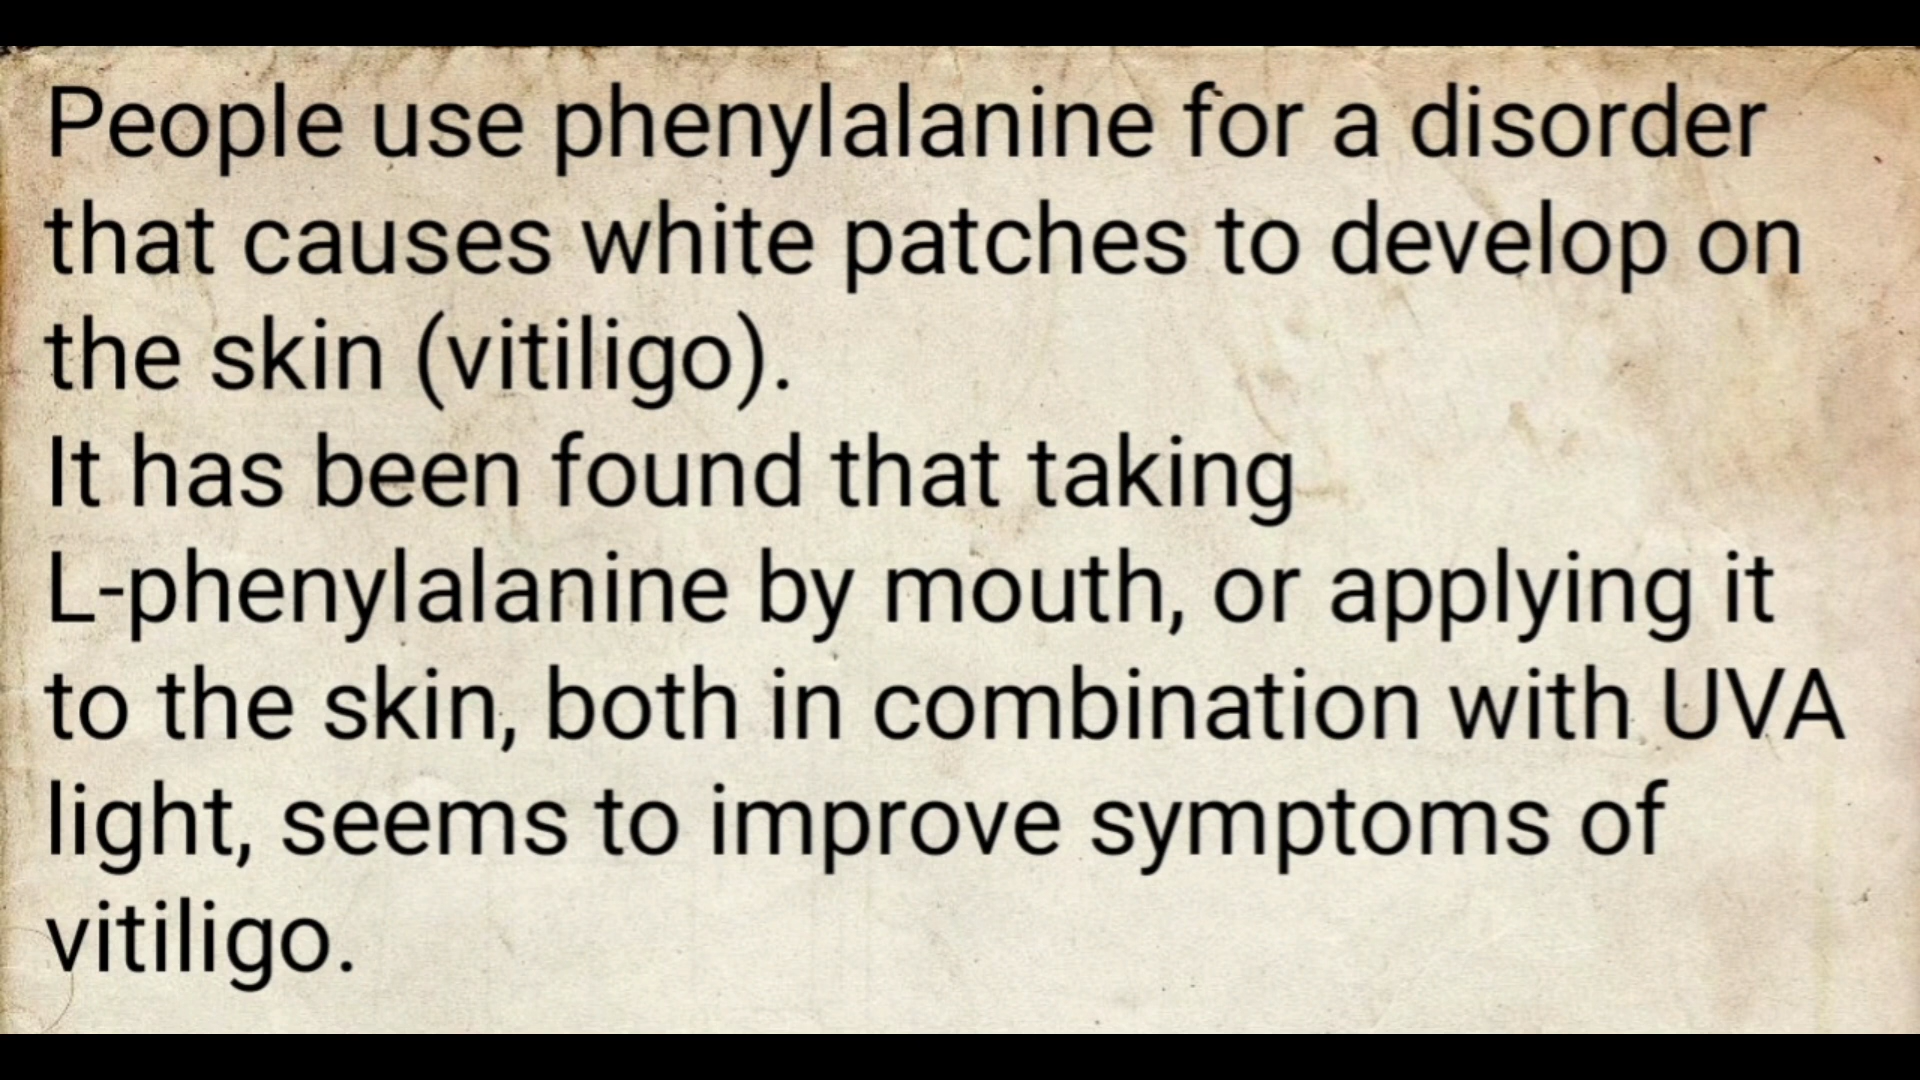 People use phenylalanine for a disorder
that causes white patches to develop on
the skin (vitiligo).
It has been found that taking
L-phenylalanine by mouth, or applying it
to the skin, both in combination with UVA
light, seems to improve symptoms of
vitiligo.